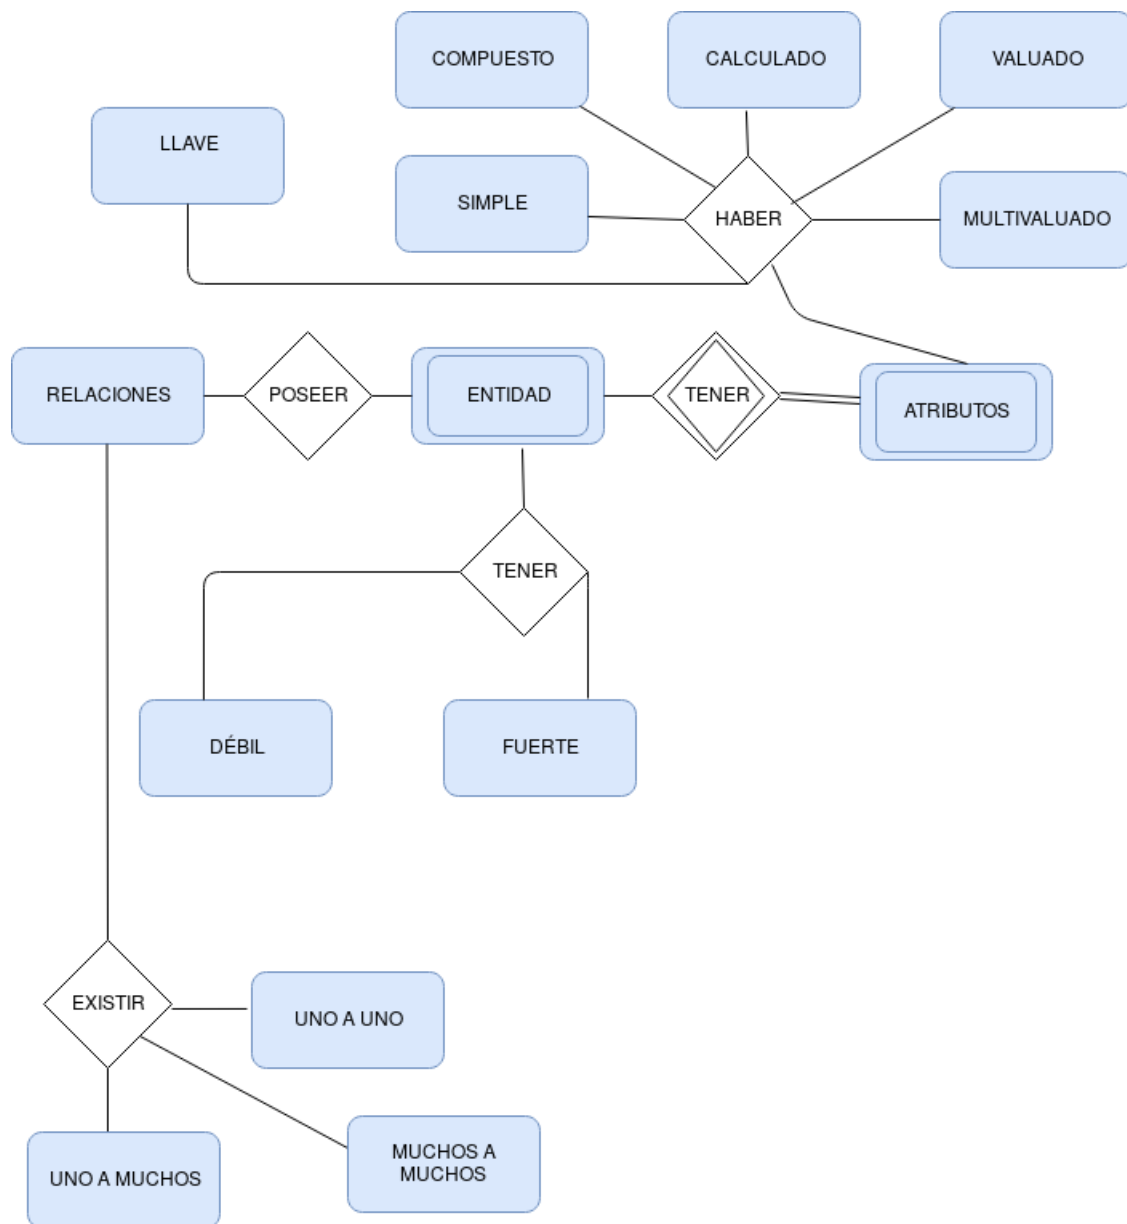 COMPUESTO
CALCULADO
VALUADO
LLAVE
SIMPLE
HABER
MULTIVALUADO
RELACIONES
POSEER
ENTIDAD
TENER
ATRIBUTOS
TENER
DÉBIL
FUERTE
EXISTIR
UNO A UNO
MUCHOS A
MUCHOS
UNO A MUCHOS